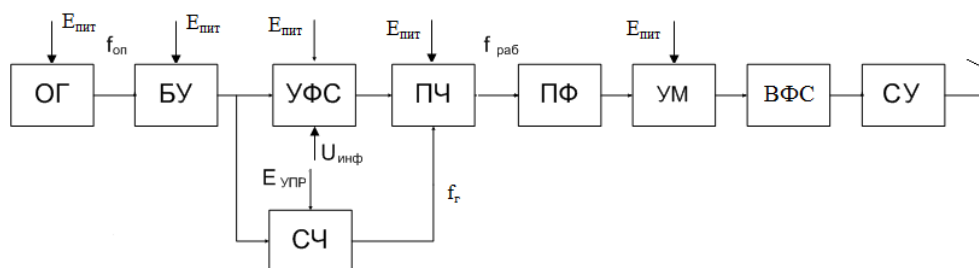 Eпит
fоп
Eпит
Eпит
Eпит
f раб
Eпит
ОГ
БУ
УФС
ПЧ
ПФ
УМ
ВФС
СУ
Uинф
E УПР
fг
СЧ